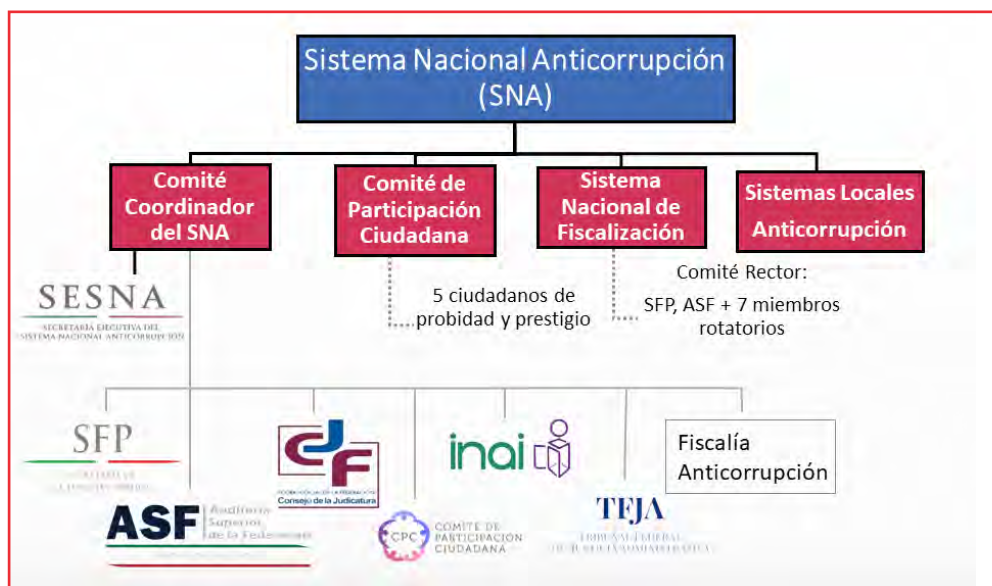 Sistema Nacional Anticorrupción
(SNA)
Comité
Coordinador
del SNA
Comité de
Participación
Ciudadana
Sistema
Nacional de
Fiscalización
Sistemas Locales
Anticorrupción
SESNA
SECRETARÍA EJECUTIVA DEL
SISTEMA NACIONAL ANTICORRUPCIÓN
5 ciudadanos de
probidad y prestigio
Comité Rector:
SFP, ASF + 7 miembros
rotatorios
SFP
CJF
Consejo de la Judicatura
inai
Fiscalía
Anticorrupción
ASF
Auditoría
Superior
de la Federación
CPC
COMITÉ DE
PARTICIPACIÓN
CIUDADANA
TEJA